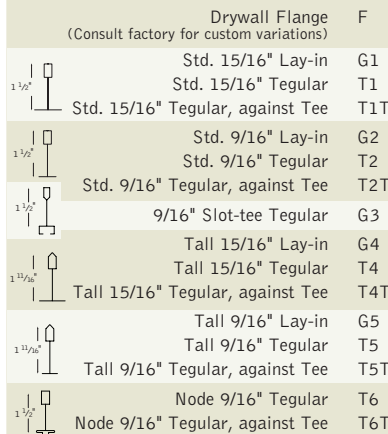 Drywall Flange F
(Consult factory for custom variations)
Std. 15/16" Lay-in G1
1 1/2" Std. 15/16" Tegular T1
Std. 15/16" Tegular, against Tee T1T
Std. 9/16" Lay-in G2
1 1/2" Std. 9/16" Tegular T2
Std. 9/16" Tegular, against Tee T2T
1 1/2" 9/16" Slot-tee Tegular G3
Tall 15/16" Lay-in G4
1 11/16" Tall 15/16" Tegular T4
Tall 15/16" Tegular, against Tee T4T
Tall 9/16" Lay-in G5
1 11/16" Tall 9/16" Tegular T5
Tall 9/16" Tegular, against Tee T5T
Node 9/16" Tegular T6
1 1/2" Node 9/16" Tegular, against Tee T6T